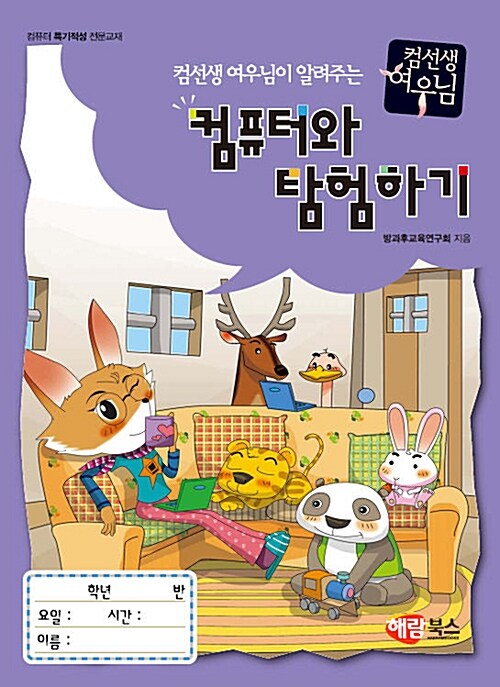 컴퓨터 특기적성 전문교재
컴선생 여우님이 알려주는
컴선생
여우님
컴퓨터와
탐험하기
방과후교육연구회 지음
학년 반
요일 : 시간 :
이름 :
해람북스